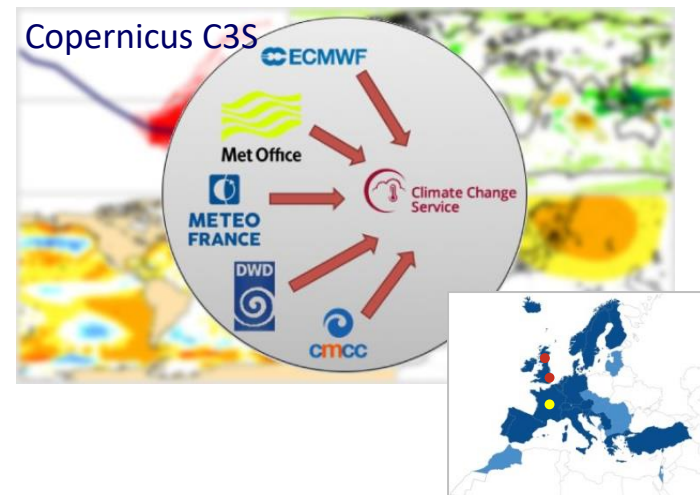 Copernicus C3S
ECMWF
Met Office
Climate Change
Service
METEO
FRANCE
DWD
cmcc